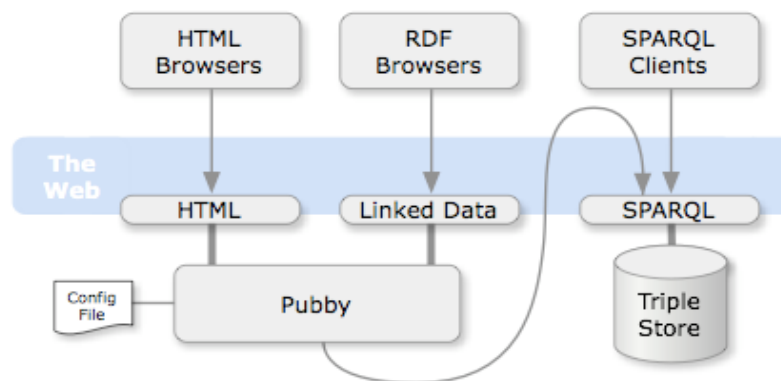 HTML
Browsers
RDF
Browsers
SPARQL
Clients
The
Web
HTML
Linked Data
SPARQL
Config
File
Pubby
Triple
Store